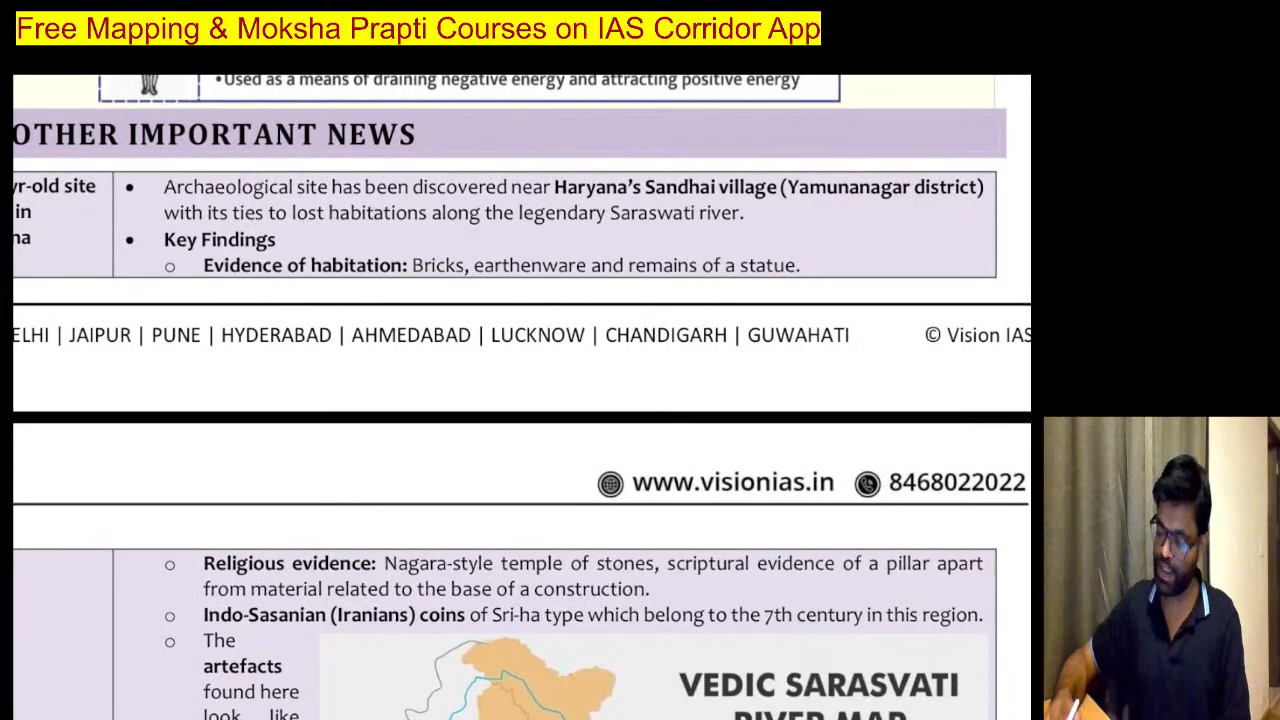 Free Mapping & Moksha Prapti Courses on IAS Corridor App
•Used as a means of draining negative energy and attracting positive energy
OTHER IMPORTANT NEWS
yr-old site
in
na
• Archaeological site has been discovered near Haryana's Sandhai village (Yamunanagar district)
with its ties to lost habitations along the legendary Saraswati river.
• Key Findings
o Evidence of habitation: Bricks, earthenware and remains of a statue.
ELHI | JAIPUR | PUNE | HYDERABAD | AHMEDABAD | LUCKNOW | CHANDIGARH | GUWAHATI © Vision IAS
www.visionias.in 8468022022
o Religious evidence: Nagara-style temple of stones, scriptural evidence of a pillar apart
from material related to the base of a construction.
o Indo-Sasanian (Iranians) coins of Sri-ha type which belong to the 7th century in this region.
o The
artefacts
found here
look like
VEDIC SARASVATI
RIVER MAP